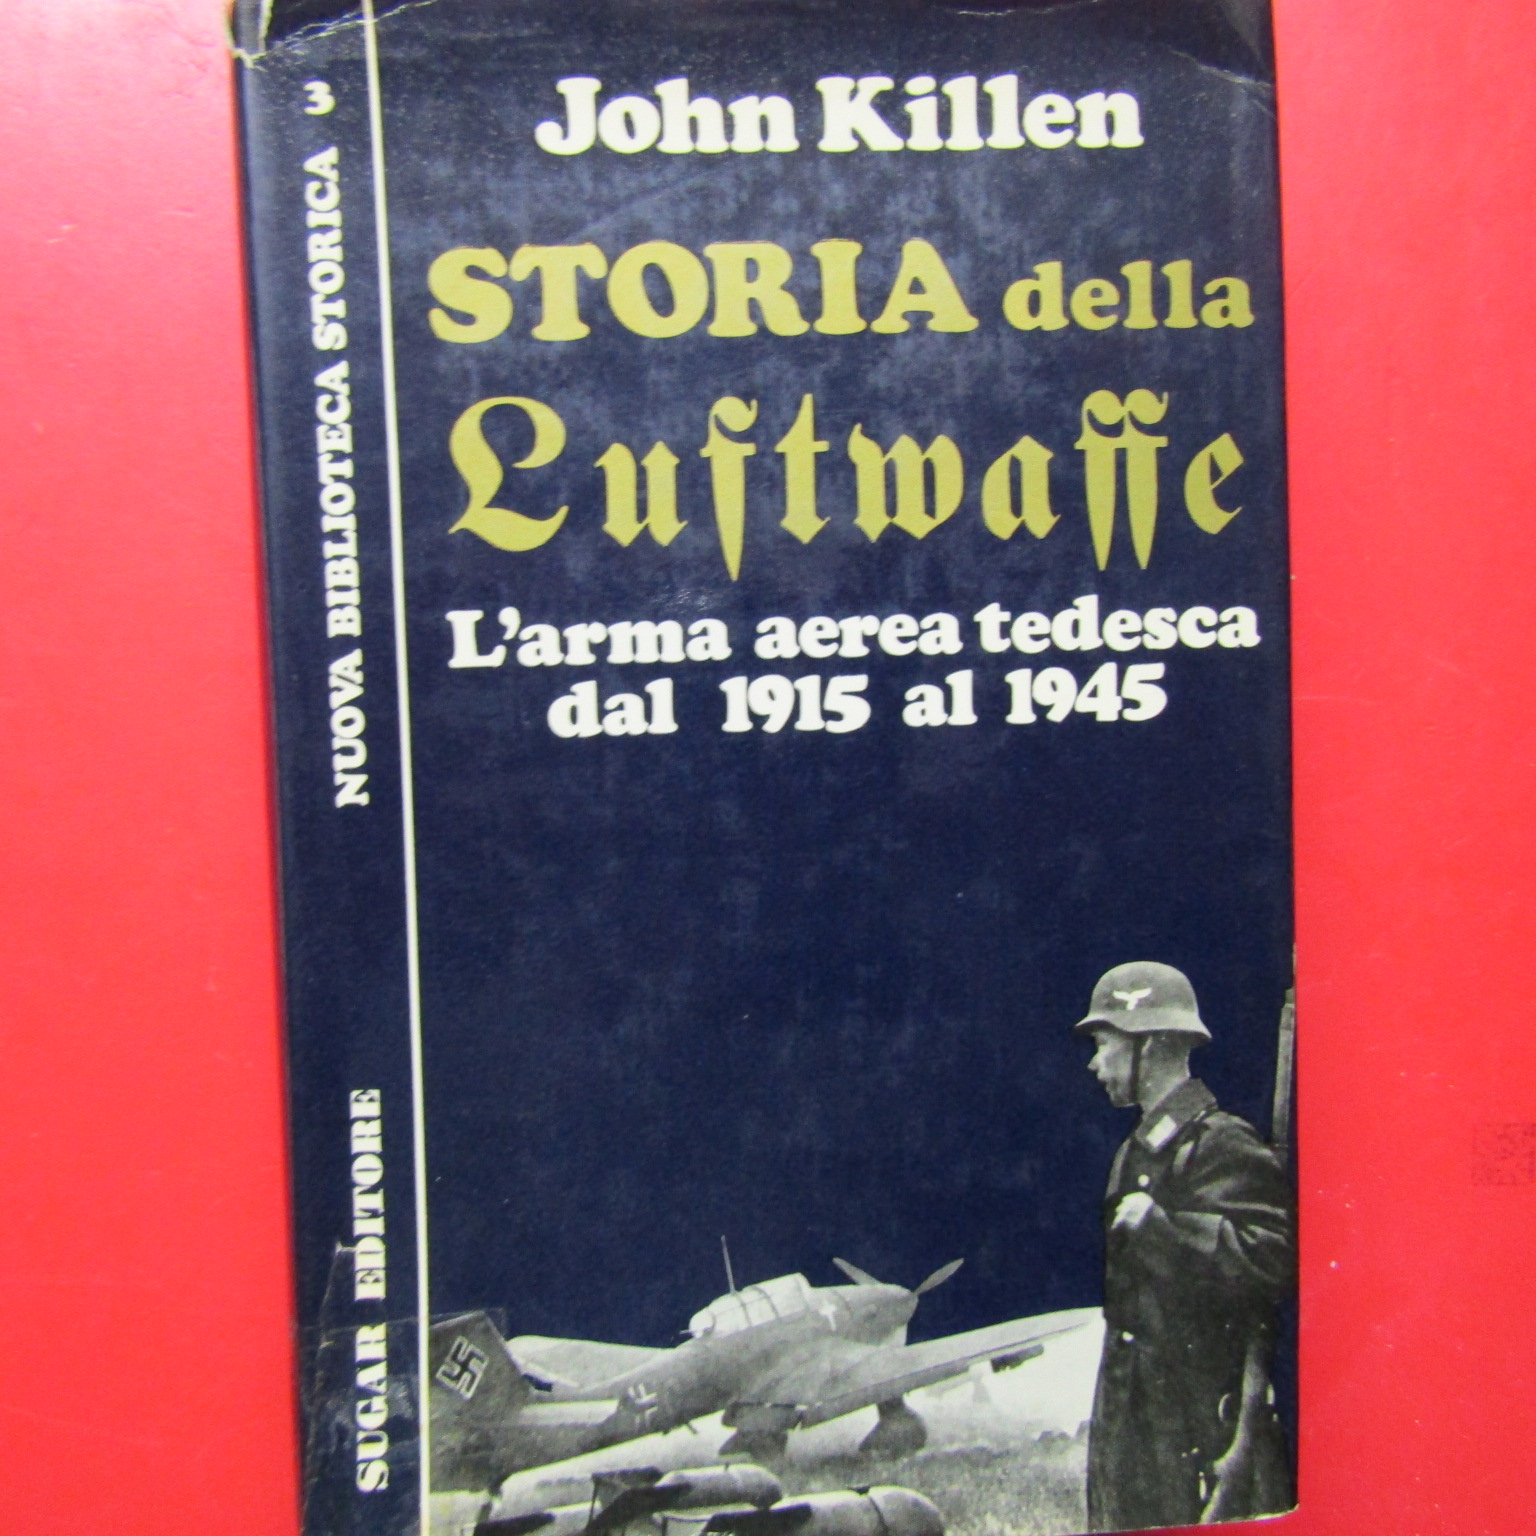 John Killen
STORIA della
Luftwaffe
L'arma aerea tedesca
dal 1915 al 1945
NUOVA BIBLIOTECA STORICA 3
SUGAR EDITORE